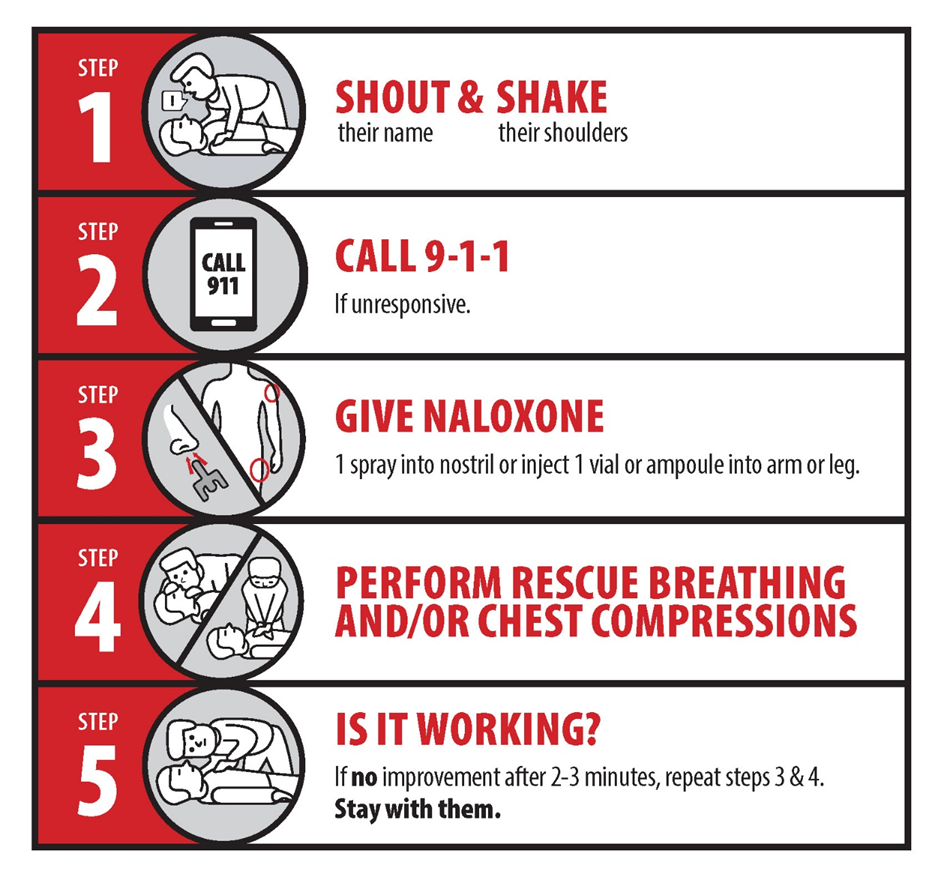 STEP
1
SHOUT & SHAKE
their name their shoulders
STEP
2
CALL
911
CALL 9-1-1
If unresponsive.
STEP
3
GIVE NALOXONE
1 spray into nostril or inject 1 vial or ampoule into arm or leg.
STEP
4
PERFORM RESCUE BREATHING
AND/OR CHEST COMPRESSIONS
STEP
5
IS IT WORKING?
If no improvement after 2-3 minutes, repeat steps 3 & 4.
Stay with them.